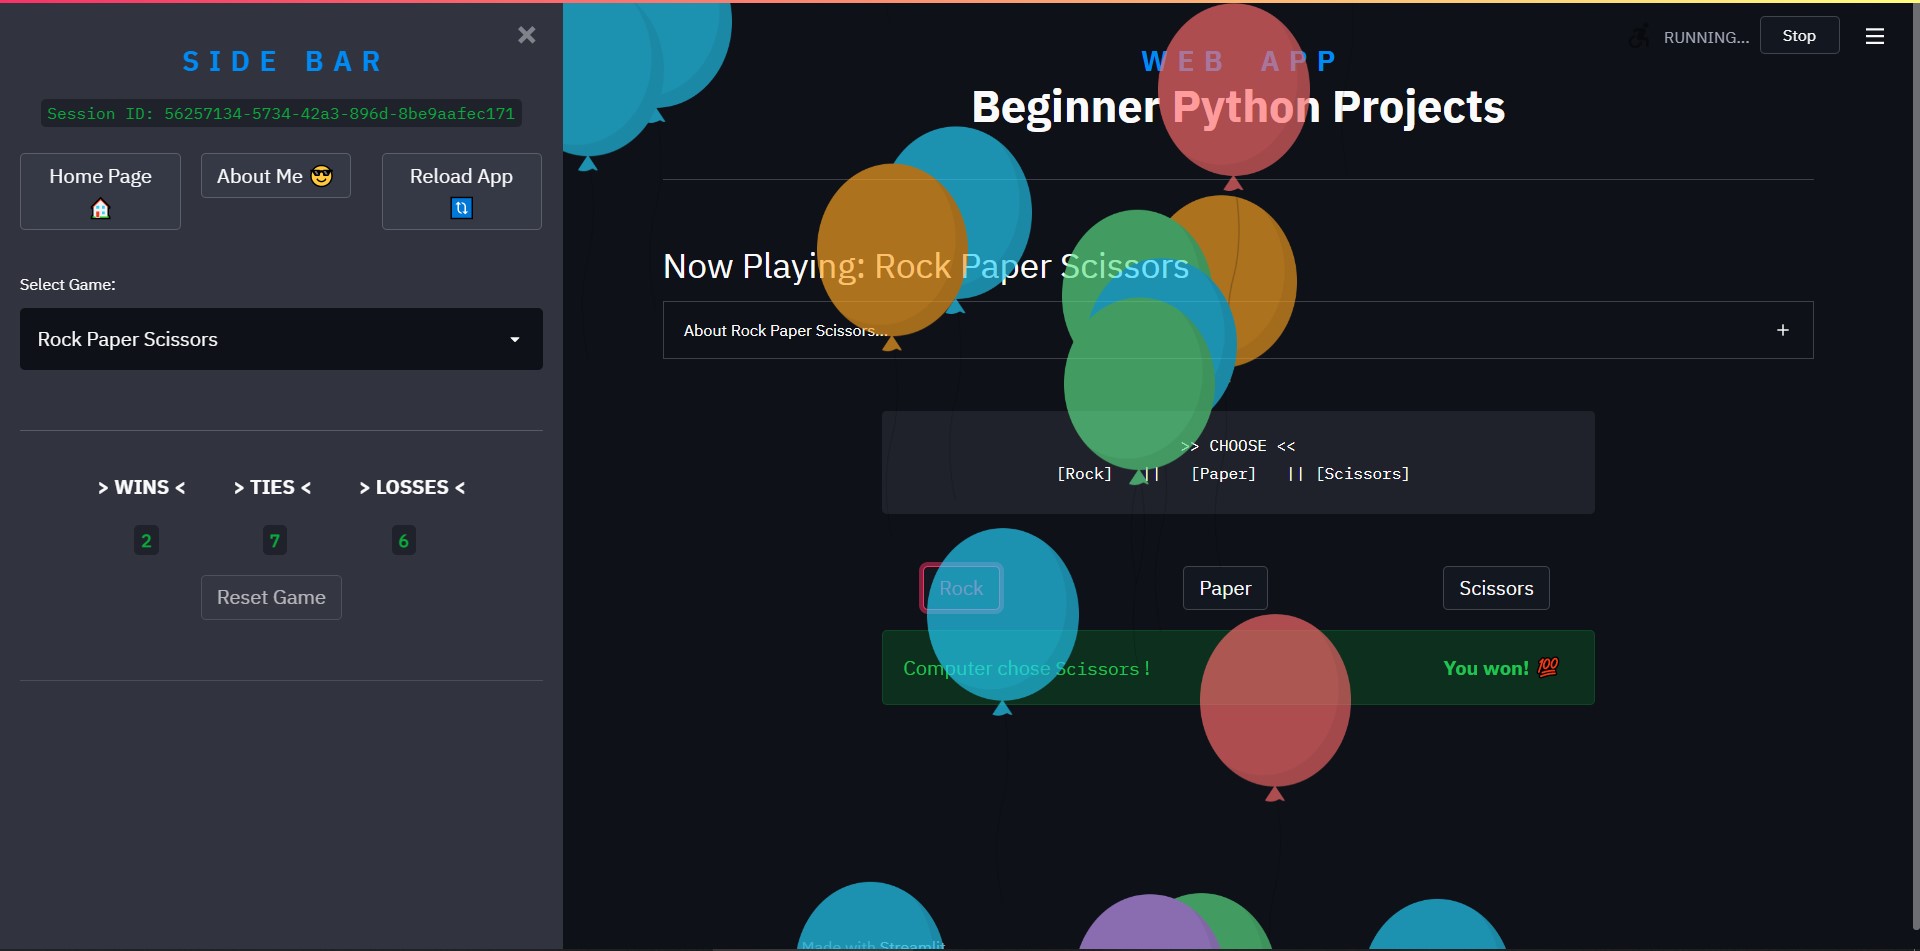 SIDE BAR
Session ID: 56257134-5734-42a3-896d-8be9aafec171
Home Page 🏠
About Me 😎
Reload App 🔃
Select Game:
Rock Paper Scissors
> WINS < > TIES < > LOSSES <
2 7 6
Reset Game
RUNNING...
Stop
WEB APP
Beginner Python Projects
Now Playing: Rock Paper Scissors
About Rock Paper Scissors...
>> CHOOSE <<
[Rock] || [Paper] || [Scissors]
Rock Paper Scissors
Computer chose Scissors! You won! 💯
Made with Streamlit